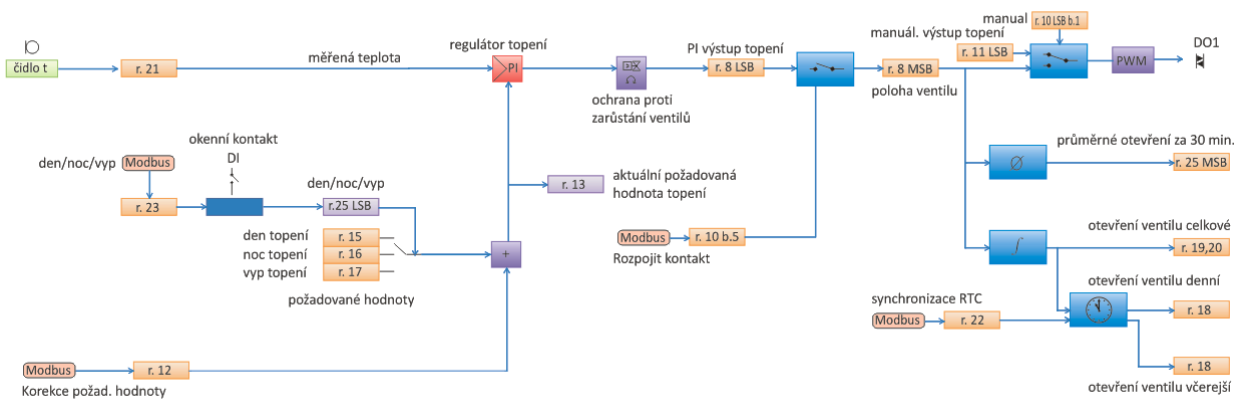 čidlo t
r. 21
měřená teplota
regulátor topení
PI
ochrana proti
zarůstání ventilů
PI výstup topení
r. 8 LSB
r. 8 MSB
poloha ventilu
manual
r. 10 LSB b.1
manuál. výstup topení
r. 11 LSB
PWM
DO1
průměrné otevření za 30 min.
Ø
r. 25 MSB
okenní kontakt
DI
den/noc/vyp
Modbus
r. 23
den/noc/vyp
r.25 LSB
r. 13
aktuální požadovaná
hodnota topení
den topení
r. 15
noc topení
r. 16
vyp topení
r. 17
požadované hodnoty
+
Modbus
r. 10 b.5
Rozpojit kontakt
∫
otevření ventilu celkové
r. 19,20
otevření ventilu denní
r. 18
synchronizace RTC
Modbus
r. 22
r. 18
otevření ventilu včerejší
Modbus
r. 12
Korekce požad. hodnoty